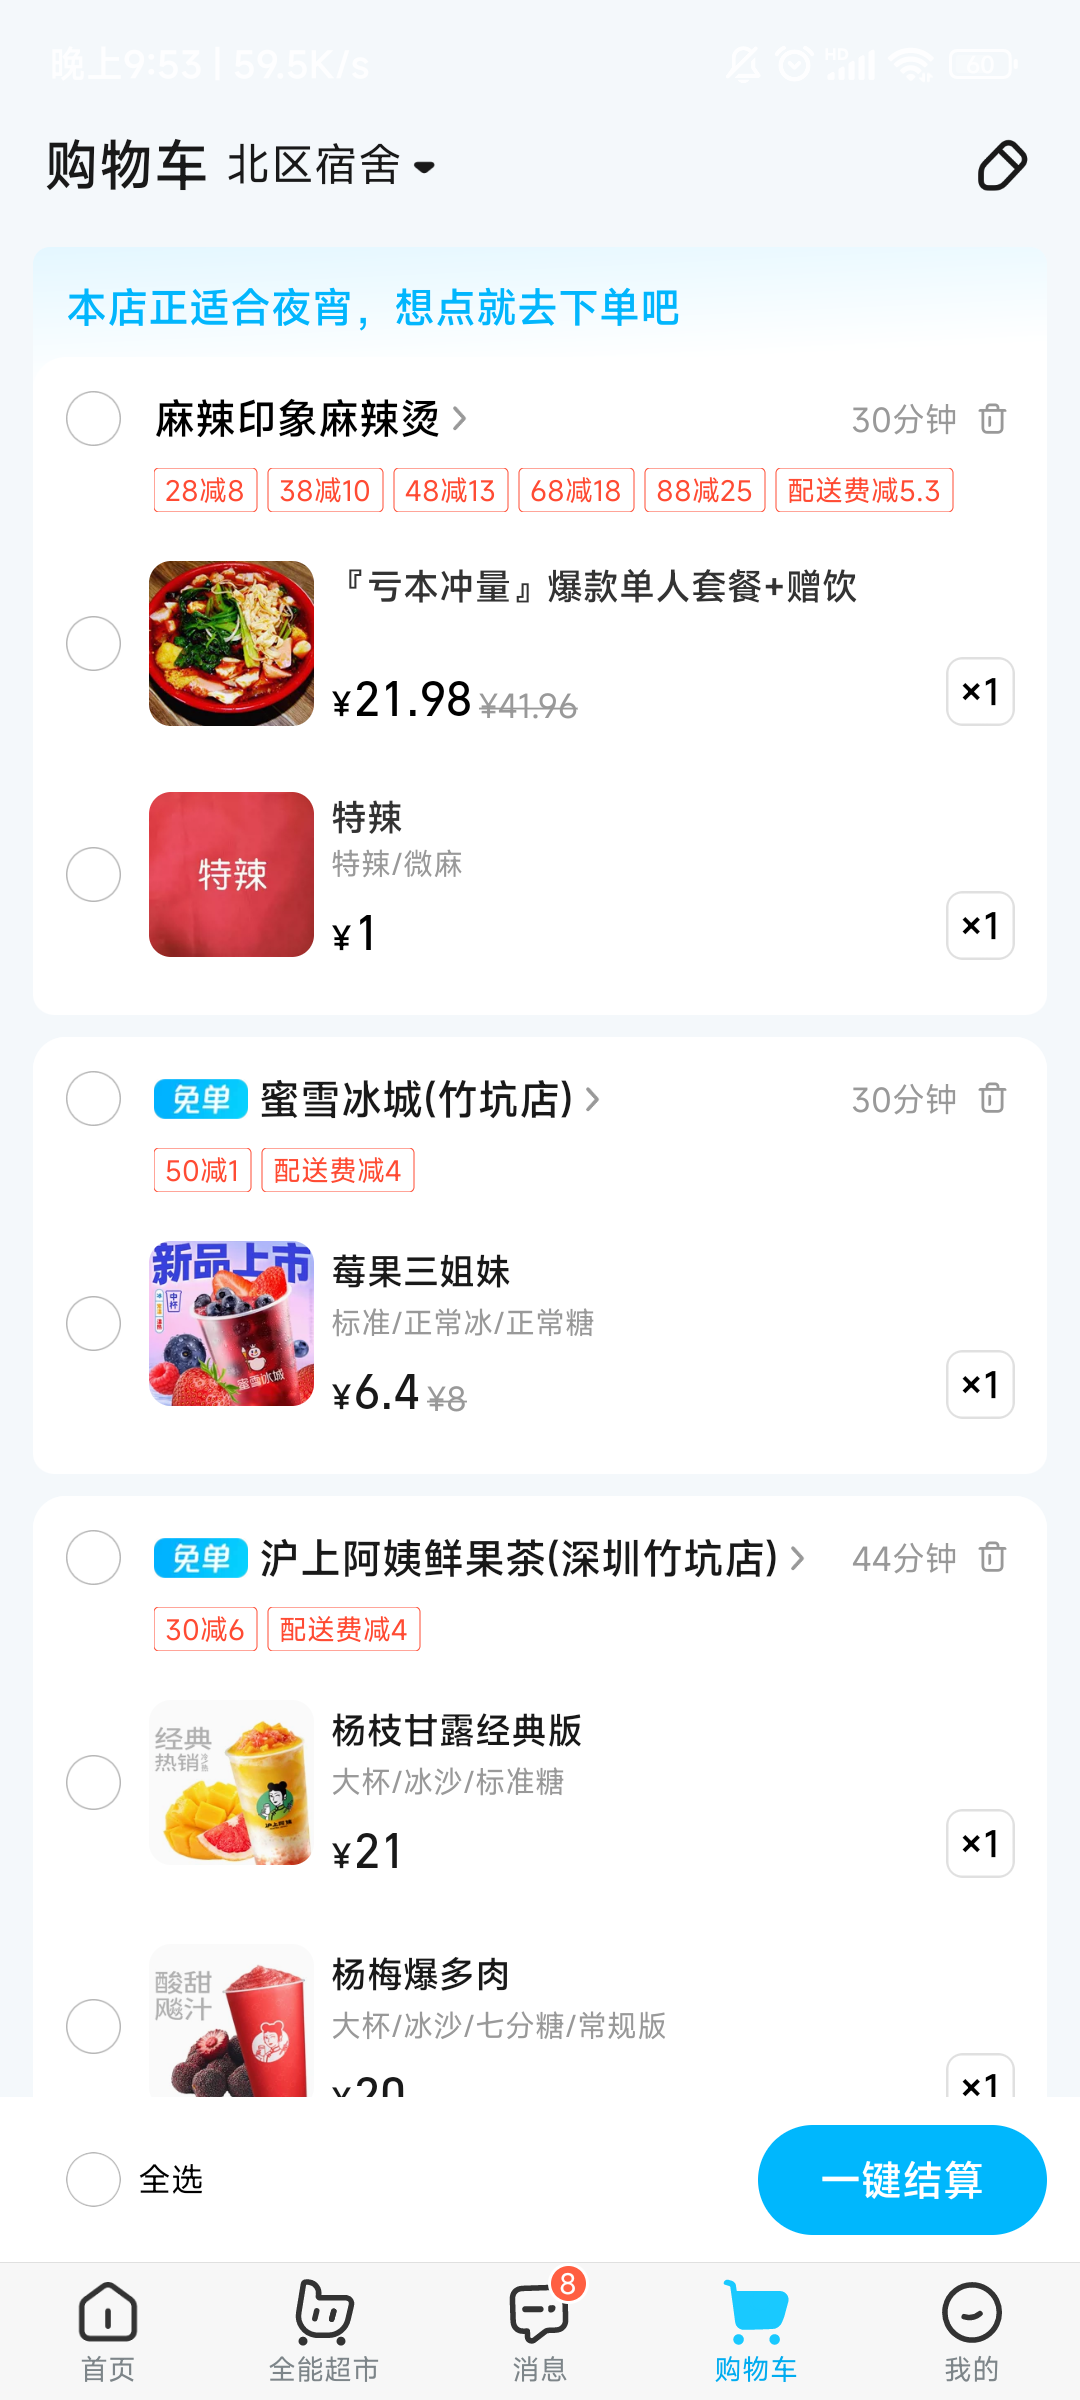 晚上9:53 | 59.5K/s
HD
60
购物车 北区宿舍
本店正适合夜宵，想点就去下单吧
麻辣印象麻辣烫 30分钟
28减8 38减10 48减13 68减18 88减25 配送费减5.3
『亏本冲量』爆款单人套餐+赠饮
¥21.98 ¥41.96 ×1
特辣
特辣
特辣/微麻
¥1 ×1
免单 蜜雪冰城(竹坑店) 30分钟
50减1 配送费减4
新品上市
中杯
蜜雪冰城
莓果三姐妹
标准/正常冰/正常糖
¥6.4 ¥8 ×1
免单 沪上阿姨鲜果茶(深圳竹坑店) 44分钟
30减6 配送费减4
经典
热销
沪上阿姨
杨枝甘露经典版
大杯/冰沙/标准糖
¥21 ×1
酸甜
飚汁
杨梅爆多肉
大杯/冰沙/七分糖/常规版
¥20 ×1
全选 一键结算
8
首页 全能超市 消息 购物车 我的